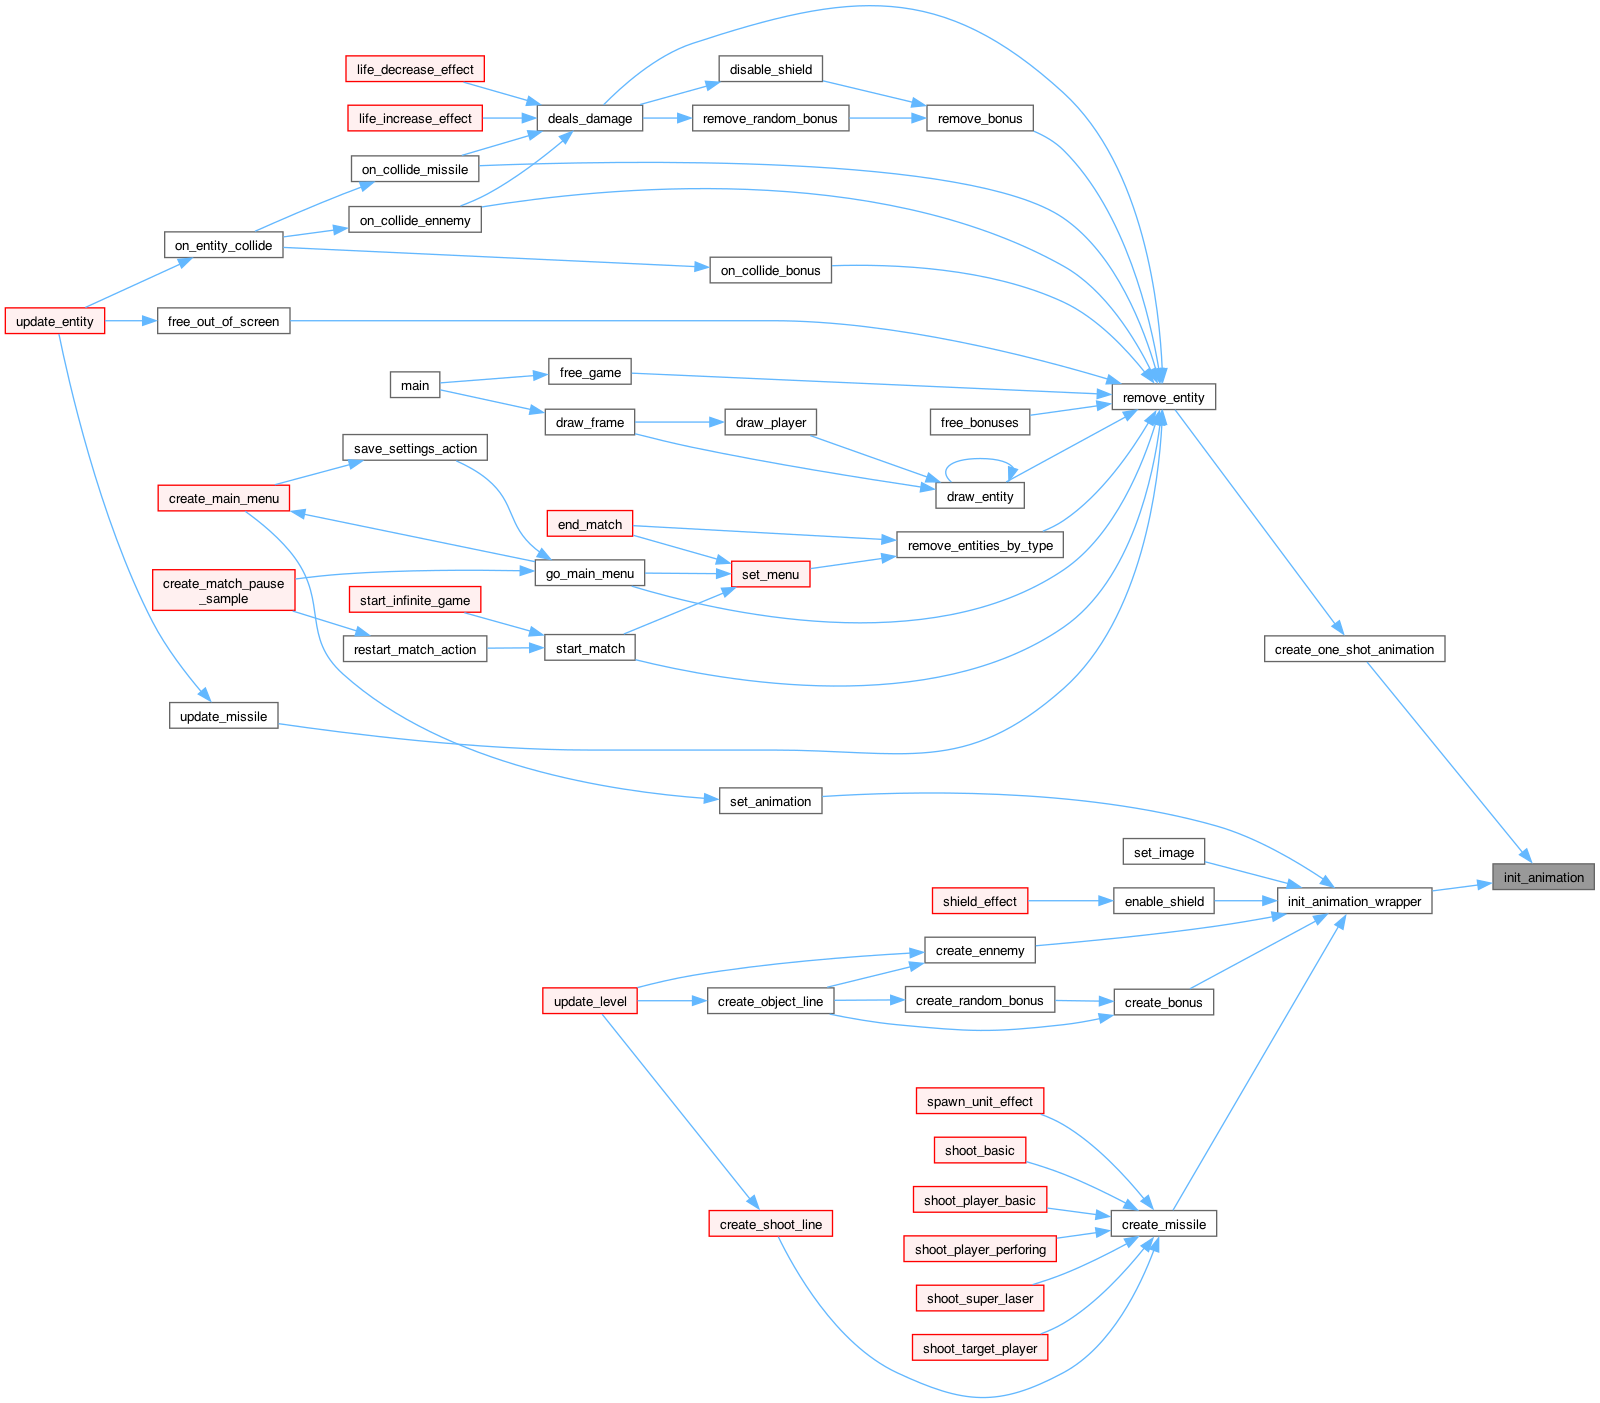 life_decrease_effect
disable_shield
life_increase_effect
deals_damage
remove_random_bonus
remove_bonus
on_collide_missile
on_collide_ennemy
on_entity_collide
on_collide_bonus
update_entity
free_out_of_screen
main
free_game
remove_entity
draw_frame
draw_player
free_bonuses
save_settings_action
create_main_menu
draw_entity
end_match
remove_entities_by_type
go_main_menu
set_menu
create_match_pause
_sample
start_infinite_game
restart_match_action
start_match
create_one_shot_animation
update_missile
set_animation
set_image
init_animation
shield_effect
enable_shield
init_animation_wrapper
create_ennemy
update_level
create_object_line
create_random_bonus
create_bonus
spawn_unit_effect
shoot_basic
shoot_player_basic
create_shoot_line
create_missile
shoot_player_perforing
shoot_super_laser
shoot_target_player